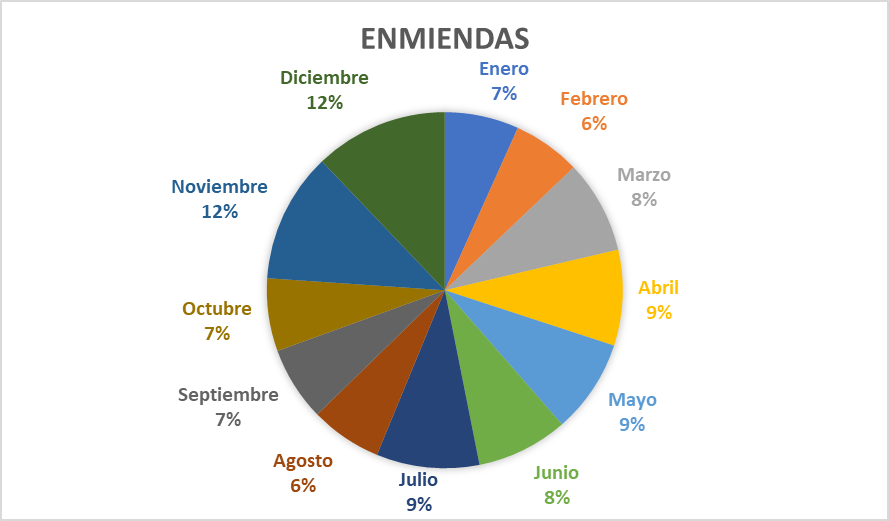 ENMIENDAS
Enero
7%
Febrero
6%
Marzo
8%
Abril
9%
Mayo
9%
Junio
8%
Julio
9%
Agosto
6%
Septiembre
7%
Octubre
7%
Noviembre
12%
Diciembre
12%